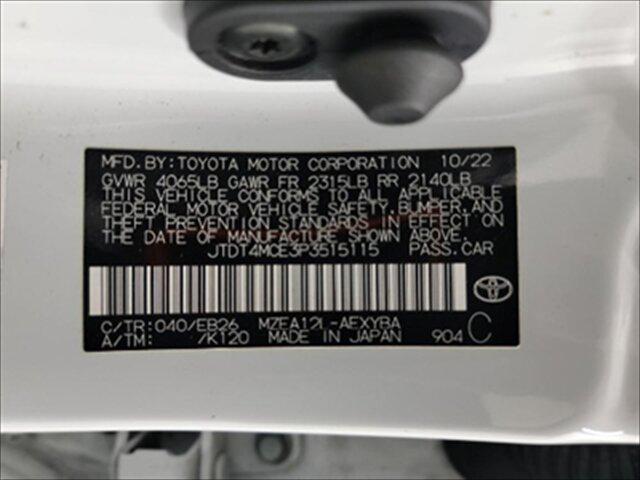 MFD. BY: TOYOTA MOTOR CORPORATION 10/22
GVWR 4065LB GAWR FR 2315LB RR 2140LB
THIS VEHICLE CONFORMS TO ALL APPLICABLE
FEDERAL MOTOR VEHICLE SAFETY, BUMPER, AND
THEFT PREVENTION STANDARDS IN EFFECT ON
THE DATE OF MANUFACTURE SHOWN ABOVE.
JTDT4MCE3P3515115 PASS.CAR
C/TR: 040/EB26 MZEA12L-AEXYBA
A/TM: /K120 MADE IN JAPAN 904 C